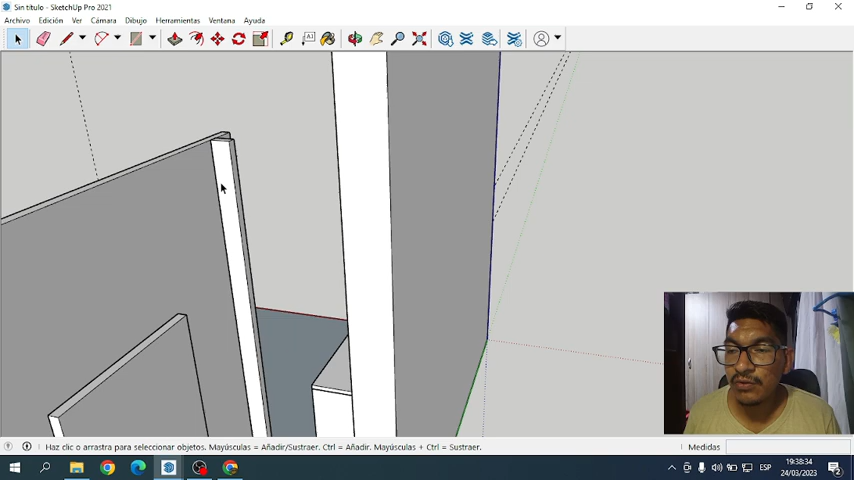 Sin título - SketchUp Pro 2021
Archivo Edición Ver Cámara Dibujo Herramientas Ventana Ayuda
Haz clic o arrastra para seleccionar objetos. Mayúsculas = Añadir/Sustraer. Ctrl = Añadir. Mayúsculas + Ctrl = Sustraer.
Medidas
ESP
19:38:34
24/03/2023
2